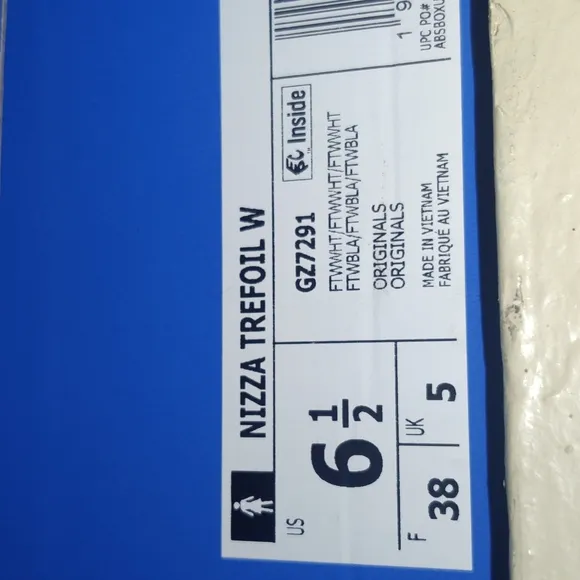 NIZZA TREFOIL W
Inside
GZ7291
FTWWHT/FTWWHT/FTWWHT
FTWBLA/FTWBLA/FTWBLA
ORIGINALS
ORIGINALS
MADE IN VIETNAM
FABRIQUÉ AU VIETNAM
19
UPC PO#
US
6 1/2
F
38
UK
5